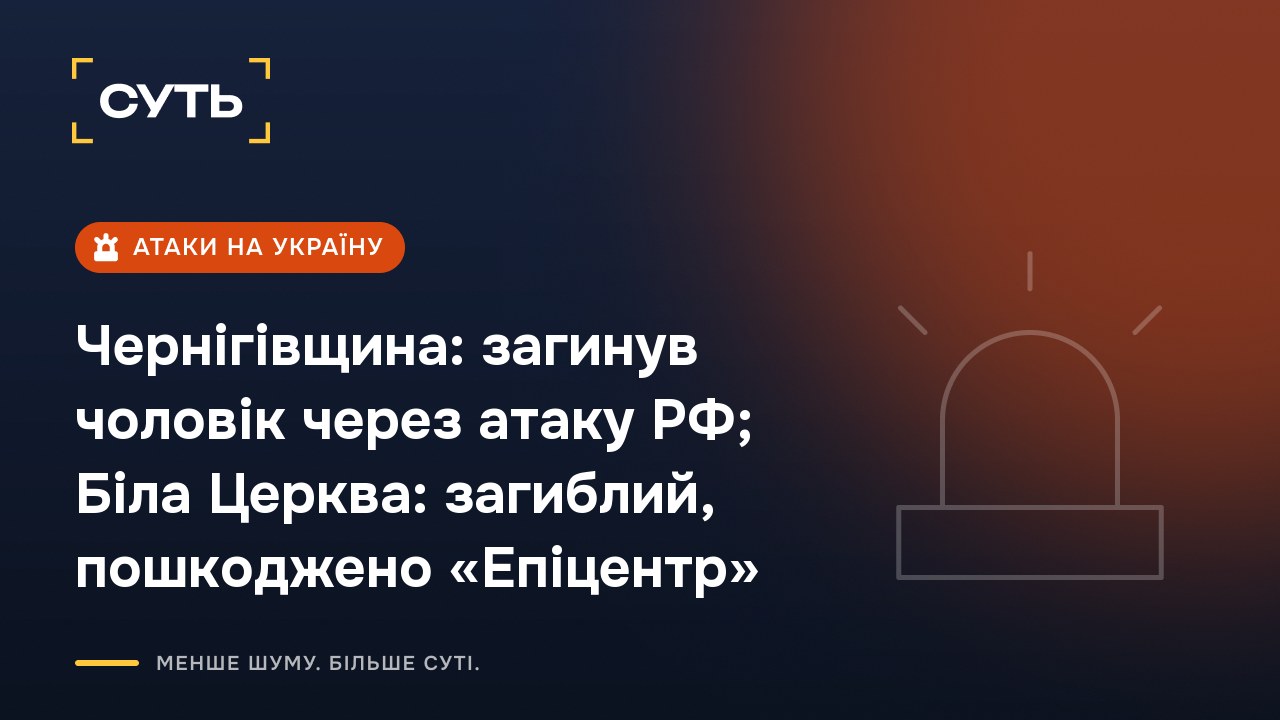 СУТЬ
АТАКИ НА УКРАЇНУ
Чернігівщина: загинув
чоловік через атаку РФ;
Біла Церква: загиблий,
пошкоджено «Епіцентр»
МЕНШЕ ШУМУ. БІЛЬШЕ СУТІ.